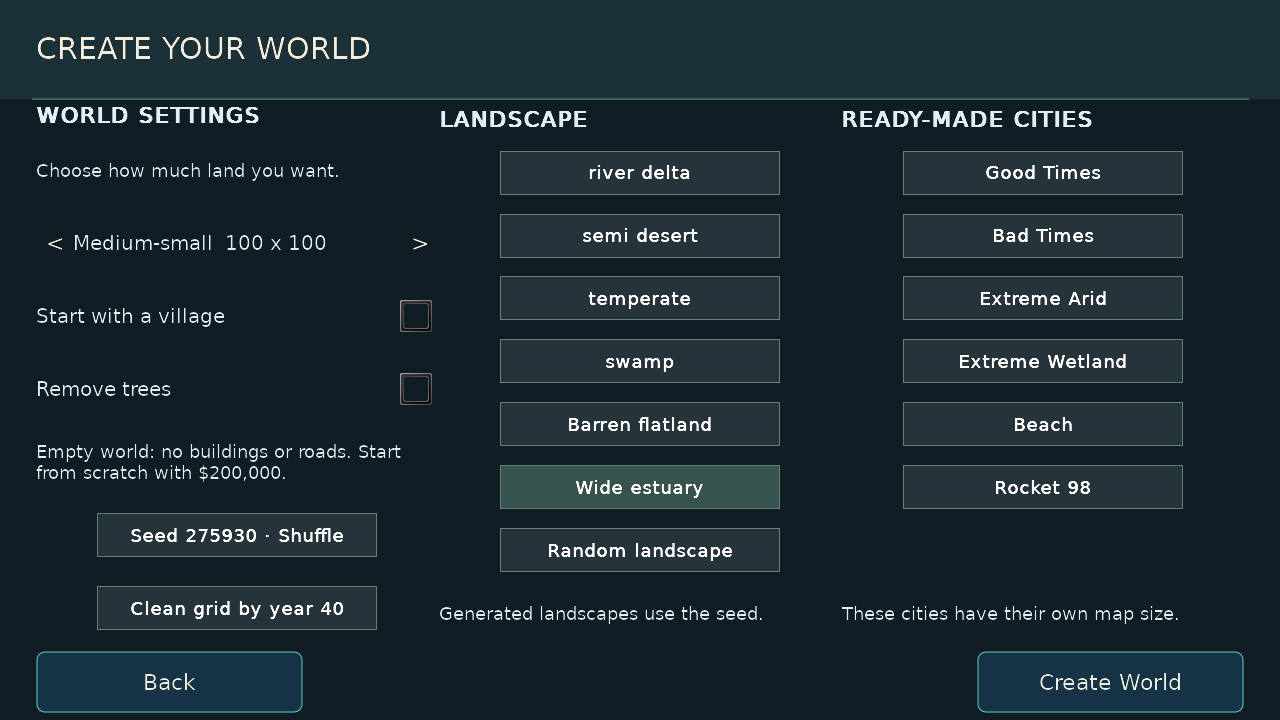 CREATE YOUR WORLD
WORLD SETTINGS
Choose how much land you want.
< Medium-small  100 x 100 >
Start with a village
Remove trees
Empty world: no buildings or roads. Start
from scratch with $200,000.
Seed 275930 · Shuffle
Clean grid by year 40
LANDSCAPE
river delta
semi desert
temperate
swamp
Barren flatland
Wide estuary
Random landscape
Generated landscapes use the seed.
READY-MADE CITIES
Good Times
Bad Times
Extreme Arid
Extreme Wetland
Beach
Rocket 98
These cities have their own map size.
Back
Create World